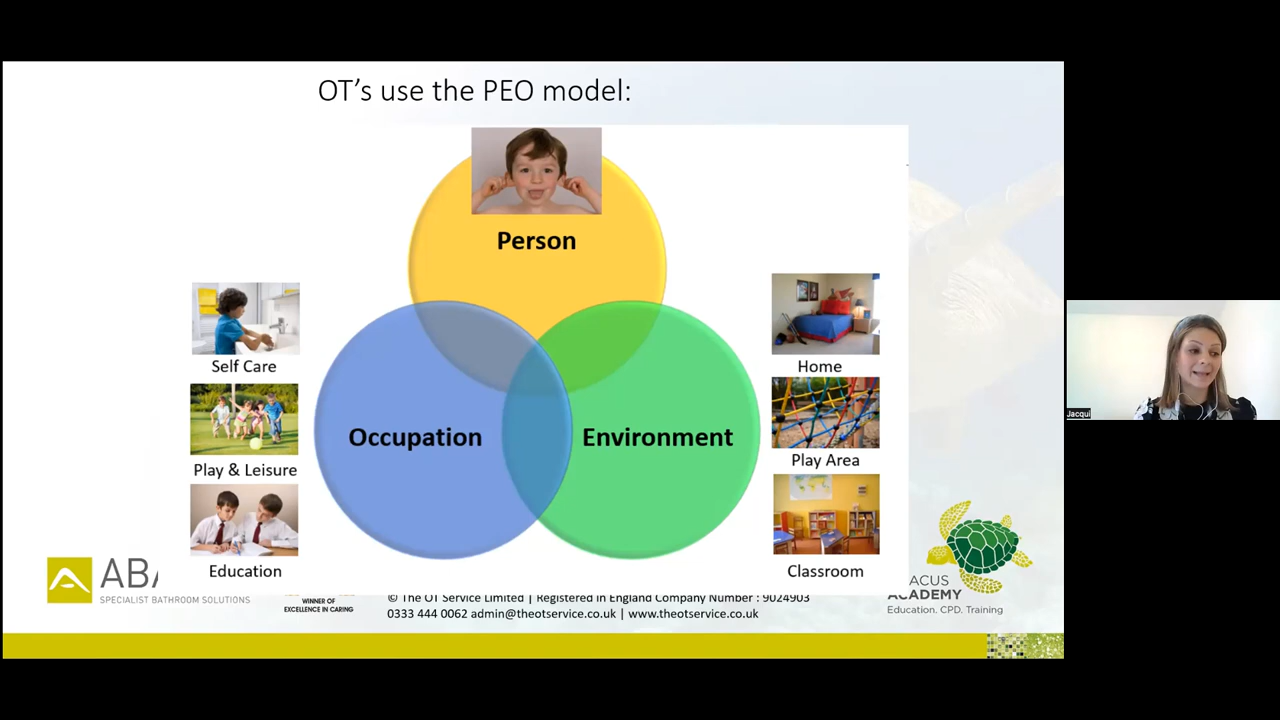 OT's use the PEO model:
Person
Self Care
Home
Occupation
Environment
Play & Leisure
Play Area
Education
Classroom
SPECIALIST BATHROOM SOLUTIONS
WINNER OF
EXCELLENCE IN CARING
© The OT Service Limited | Registered in England Company Number : 9024903
0333 444 0062 admin@theotservice.co.uk | www.theotservice.co.uk
ACUS
ACADEMY
Education. CPD. Training
Jacqui